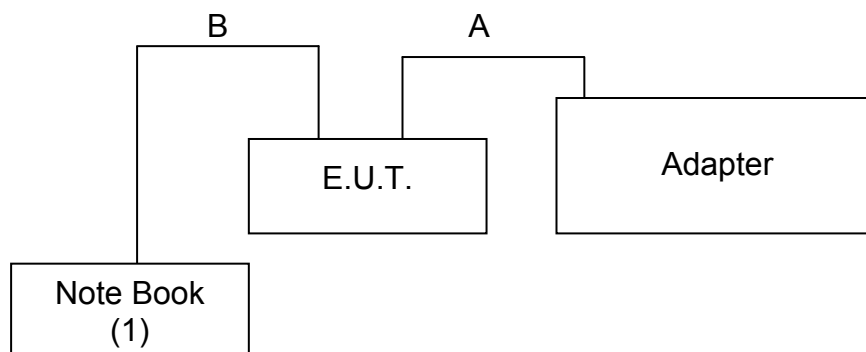 B
A
E.U.T.
Adapter
Note Book
(1)